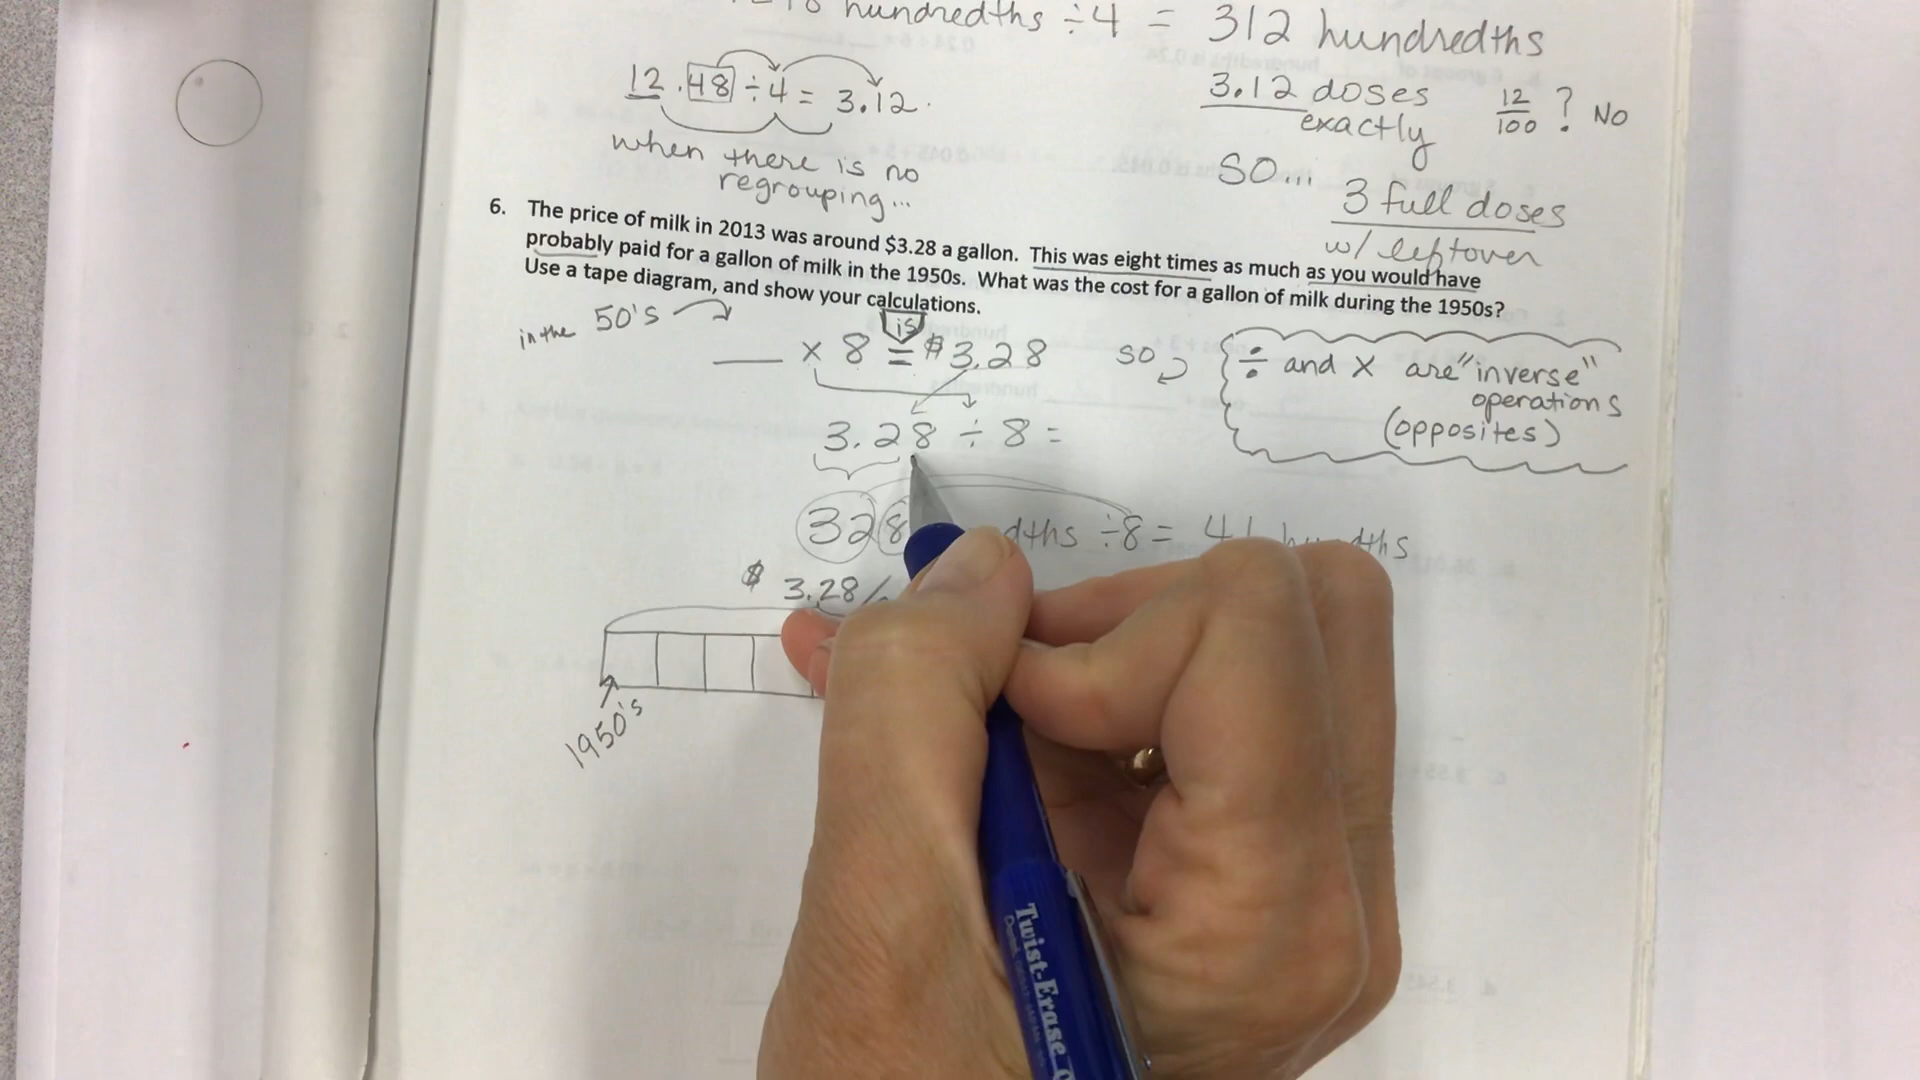 hundredths ÷ 4 = 312 hundredths
12.48 ÷ 4 = 3.12.
when there is no
regrouping...
3.12 doses
exactly
12/100 ? NO
SO...
3 full doses
w/ leftover
6. The price of milk in 2013 was around $3.28 a gallon. This was eight times as much as you would have
probably paid for a gallon of milk in the 1950s. What was the cost for a gallon of milk during the 1950s?
Use a tape diagram, and show your calculations.
in the 50's
is
___ × 8 = $3.28
so
÷ and × are "inverse"
operations
(opposites)
3.28 ÷ 8 =
328 dths ÷8 = 41
$ 3.28/
1950's
Twist-Erase